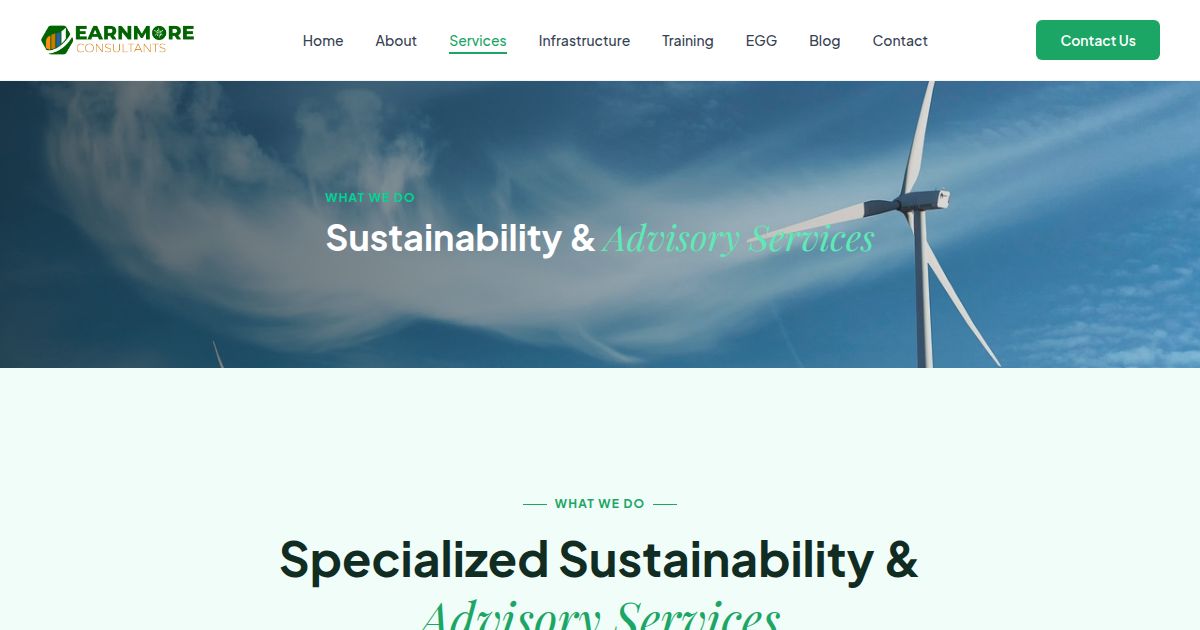 EARNMORE
CONSULTANTS
Home About Services Infrastructure Training EGG Blog Contact Contact Us
WHAT WE DO
Sustainability & Advisory Services
WHAT WE DO
Specialized Sustainability &
Advisory Services